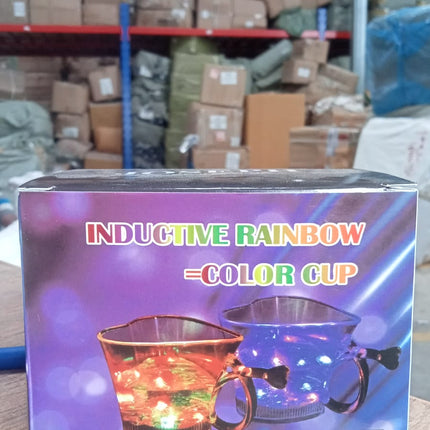 INDUCTIVE RAINBOW
=COLOR CUP